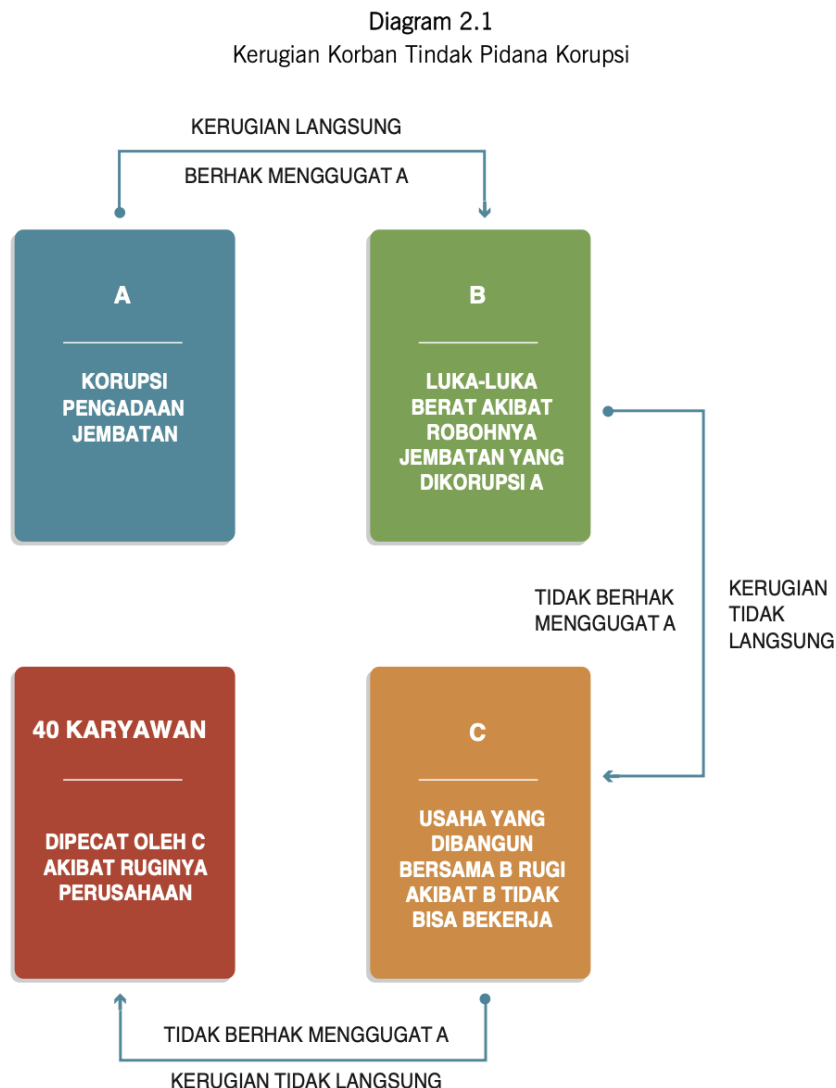 Diagram 2.1
Kerugian Korban Tindak Pidana Korupsi
KERUGIAN LANGSUNG
BERHAK MENGGUGAT A
A
KORUPSI
PENGADAAN
JEMBATAN
B
LUKA-LUKA
BERAT AKIBAT
ROBOHNYA
JEMBATAN YANG
DIKORUPSI A
TIDAK BERHAK
MENGGUGAT A
KERUGIAN
TIDAK
LANGSUNG
40 KARYAWAN
DIPECAT OLEH C
AKIBAT RUGINYA
PERUSAHAAN
C
USAHA YANG
DIBANGUN
BERSAMA B RUGI
AKIBAT B TIDAK
BISA BEKERJA
TIDAK BERHAK MENGGUGAT A
KERUGIAN TIDAK LANGSUNG